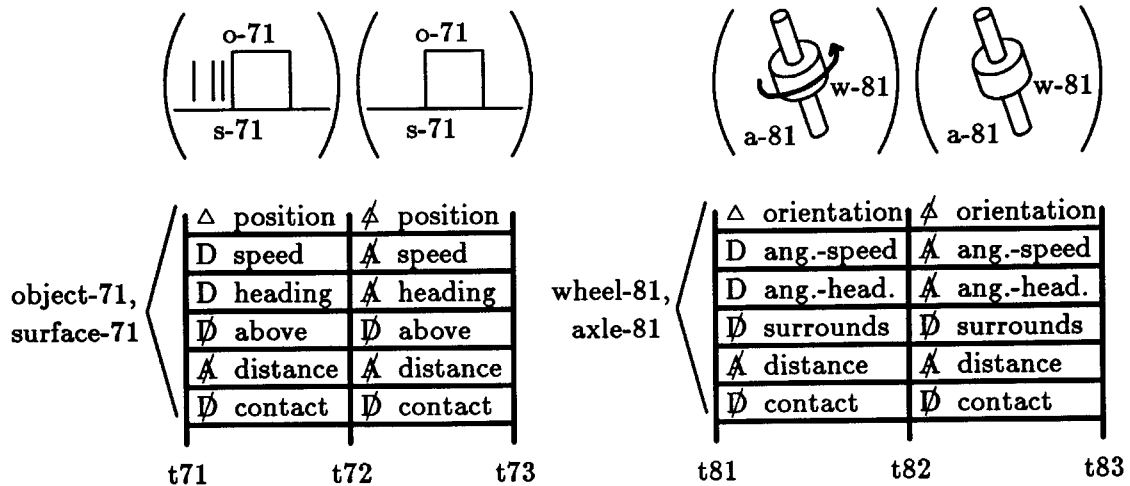 o-71 o-71
w-81 w-81
s-71 s-71 a-81 a-81
△ position △̸ position △ orientation △̸ orientation
D speed A̸ speed D ang.-speed A̸ ang.-speed
object-71, D heading A̸ heading wheel-81, D ang.-head. A̸ ang.-head.
surface-71 D̸ above D̸ above axle-81 D̸ surrounds D̸ surrounds
A̸ distance A̸ distance A̸ distance A̸ distance
D̸ contact D̸ contact D̸ contact D̸ contact
t71 t72 t73 t81 t82 t83